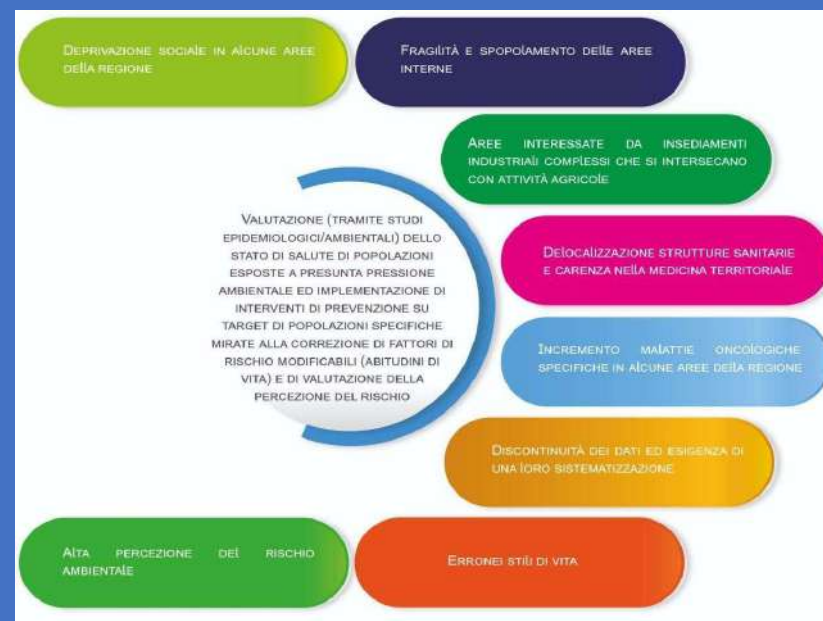 DEPRIVAZIONE SOCIALE IN ALCUNE AREE
DELLA REGIONE
FRAGILITÀ E SPOPOLAMENTO DELLE AREE
INTERNE
AREE INTERESSATE DA INSEDIAMENTI
INDUSTRIALI COMPLESSI CHE SI INTERSECANO
CON ATTIVITÀ AGRICOLE
VALUTAZIONE (TRAMITE STUDI
EPIDEMIOLOGICI/AMBIENTALI) DELLO
STATO DI SALUTE DI POPOLAZIONI
ESPOSTE A PRESUNTA PRESSIONE
AMBIENTALE ED IMPLEMENTAZIONE DI
INTERVENTI DI PREVENZIONE SU
TARGET DI POPOLAZIONI SPECIFICHE
MIRATE ALLA CORREZIONE DI FATTORI DI
RISCHIO MODIFICABILI (ABITUDINI DI
VITA) E DI VALUTAZIONE DELLA
PERCEZIONE DEL RISCHIO
DELOCALIZZAZIONE STRUTTURE SANITARIE
E CARENZA NELLA MEDICINA TERRITORIALE
INCREMENTO MALATTIE ONCOLOGICHE
SPECIFICHE IN ALCUNE AREE DELLA REGIONE
DISCONTINUITÀ DEI DATI ED ESIGENZA DI
UNA LORO SISTEMATIZZAZIONE
ALTA PERCEZIONE DEL RISCHIO
AMBIENTALE
ERRONEI STILI DI VITA